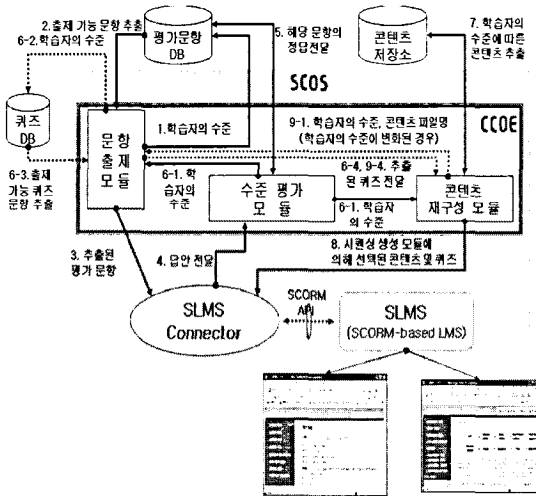 2. 출제 가능 문항 추출
6-2. 학습자의 수준
평가문항
DB
5. 해당 문항의
정답전달
콘텐츠
저장소
7. 학습자의
수준에 따른
콘텐츠 추출
SCOS
CCOE
퀴즈
DB
문항
출제
모듈
1. 학습자의 수준
9-1. 학습자의 수준, 콘텐츠 파일명
(학습자의 수준이 변화된 경우)
6-3. 출제
가능 퀴즈
문항 추출
6-1. 학
습자의
수준
수준 평가
모듈
6-4, 9-4. 추출
된 퀴즈 전달
콘텐츠
재구성 모듈
6-1. 학습자
의 수준
3. 추출된
평가 문항
4. 답안 전달
8. 시퀀싱 생성 모듈에
의해 선택된 콘텐츠 및 퀴즈
SLMS
Connector
SCORM
API
SLMS
(SCORM-based LMS)